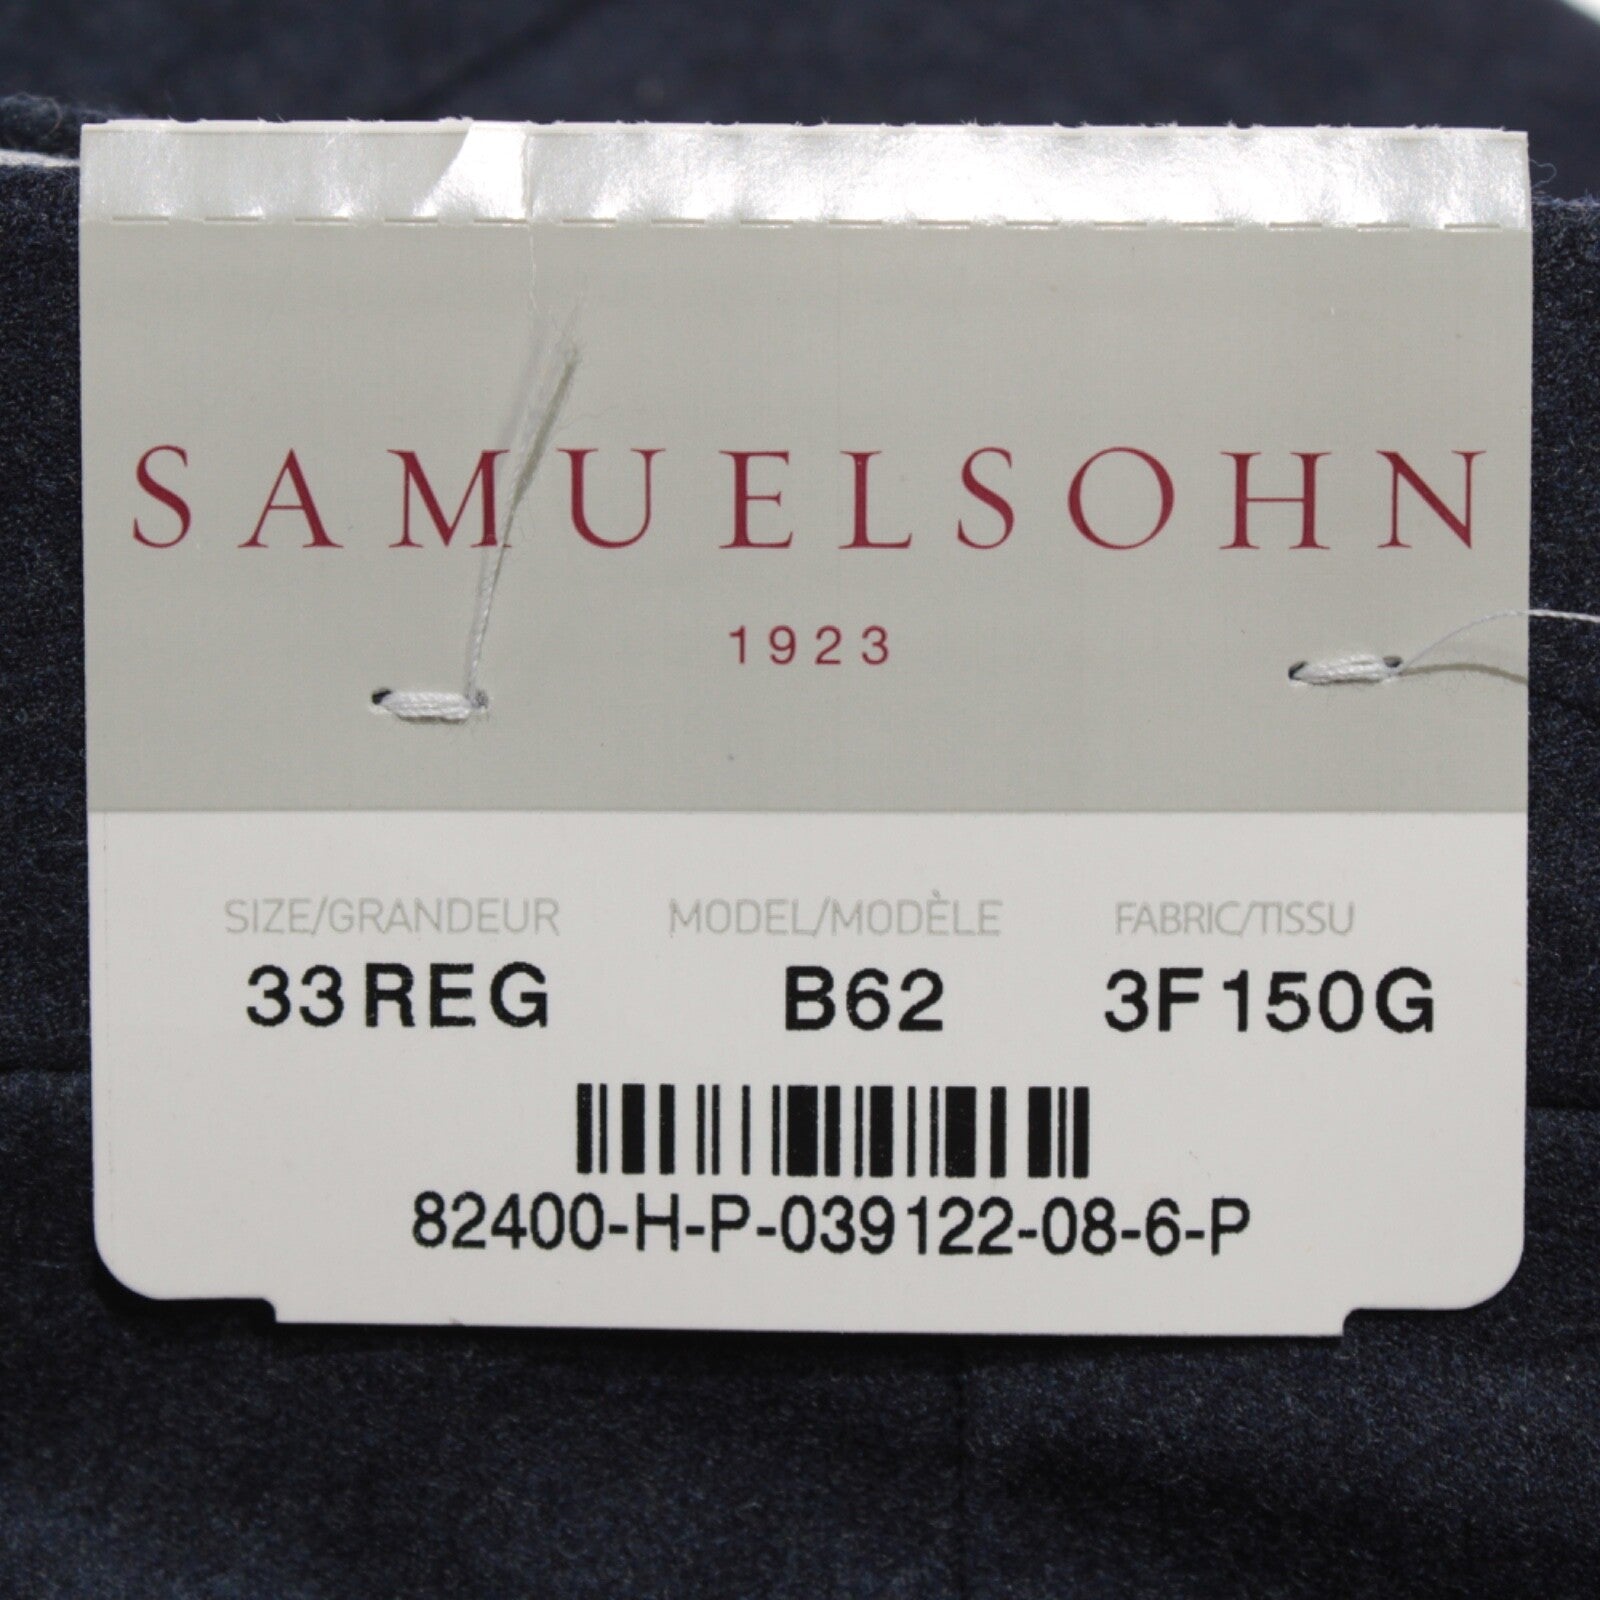 SAMUELSOHN
1923
SIZE/GRANDEUR MODEL/MODÈLE FABRIC/TISSU
33REG B62 3F150G
82400-H-P-039122-08-6-P